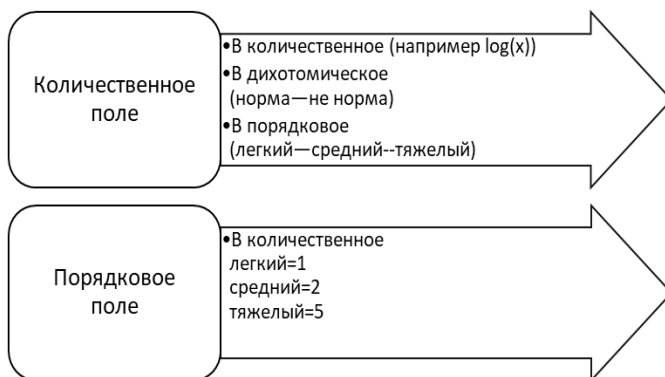 Количественное
поле
•В количественное (например log(x))
•В дихотомическое
(норма—не норма)
•В порядковое
(легкий—средний--тяжелый)
Порядковое
поле
•В количественное
легкий=1
средний=2
тяжелый=5